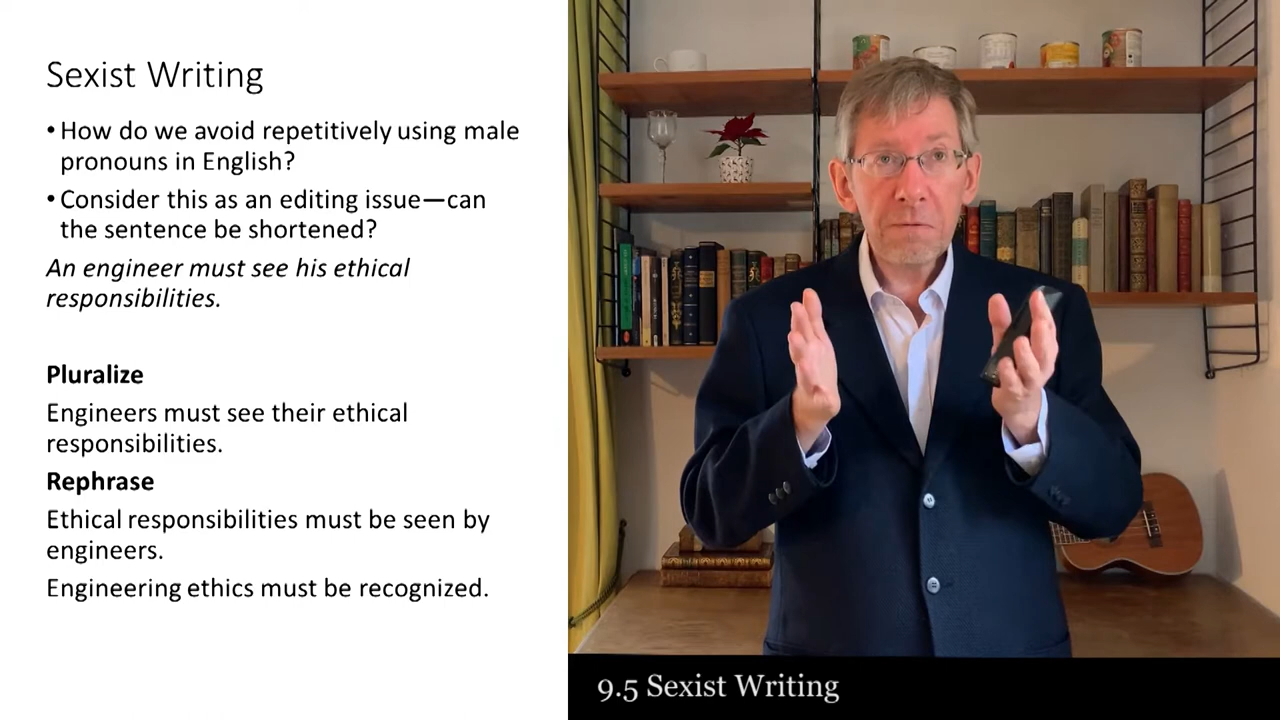 Sexist Writing
• How do we avoid repetitively using male
pronouns in English?
• Consider this as an editing issue—can
the sentence be shortened?
An engineer must see his ethical
responsibilities.
Pluralize
Engineers must see their ethical
responsibilities.
Rephrase
Ethical responsibilities must be seen by
engineers.
Engineering ethics must be recognized.
9.5 Sexist Writing